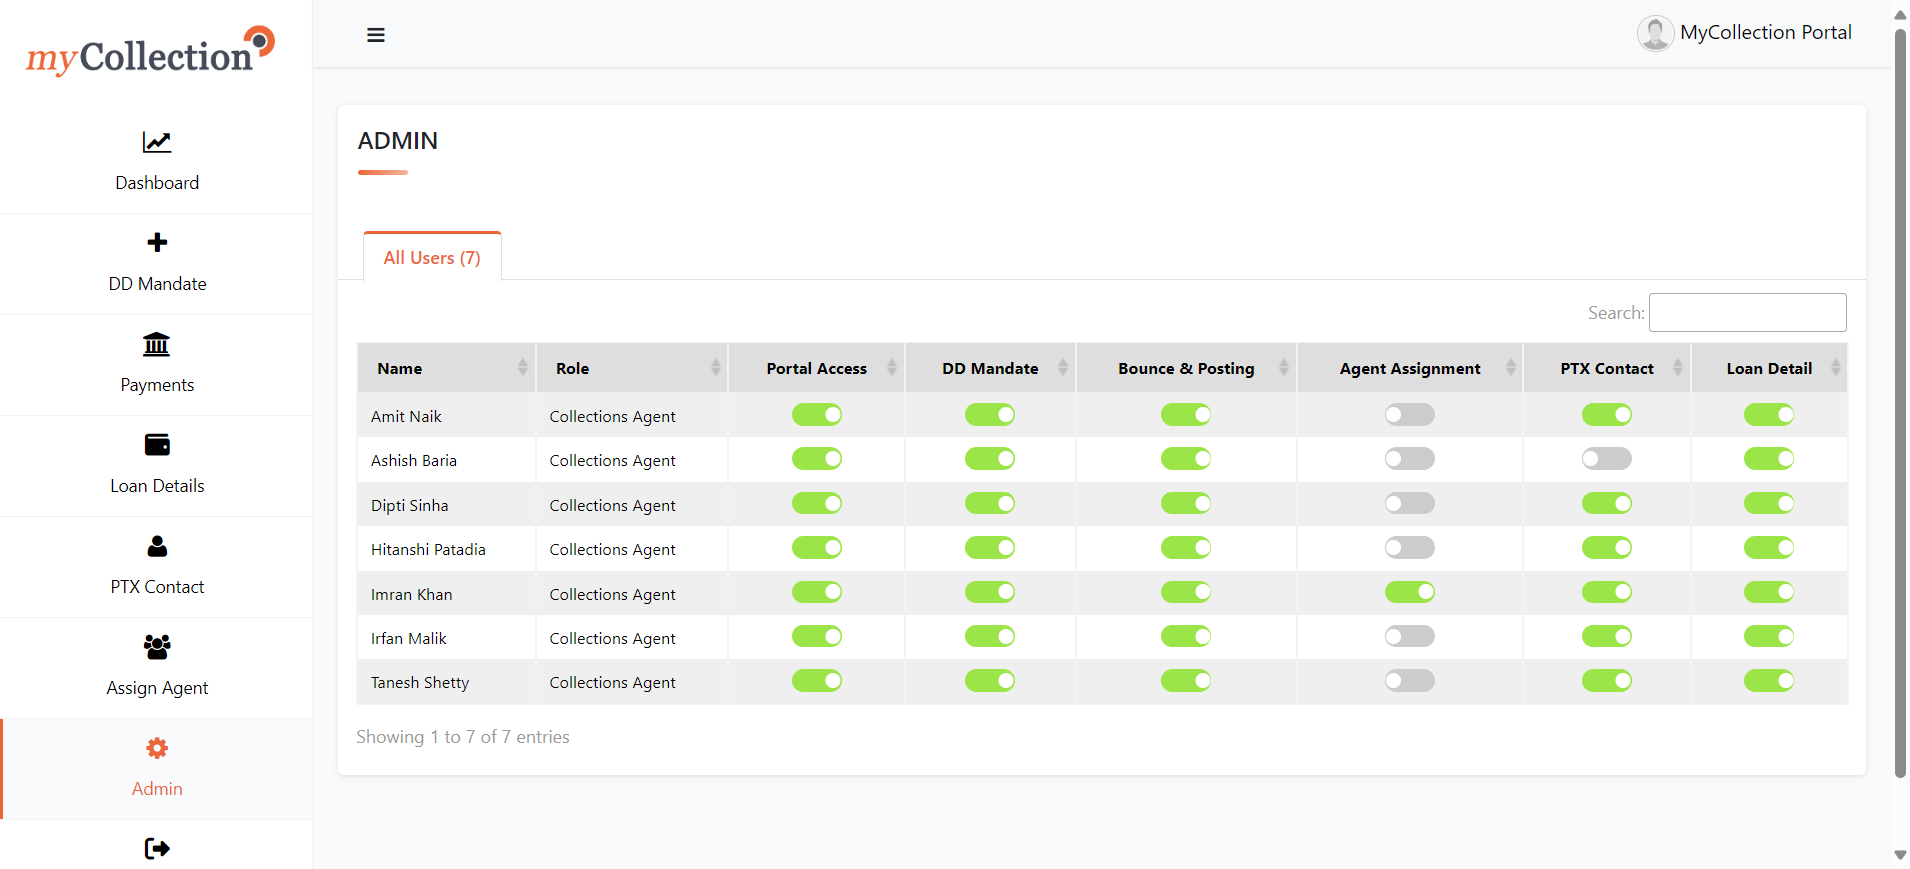 myCollection
MyCollection Portal
Dashboard
DD Mandate
Payments
Loan Details
PTX Contact
Assign Agent
Admin
ADMIN
All Users (7)
Search:
Name Role Portal Access DD Mandate Bounce & Posting Agent Assignment PTX Contact Loan Detail
Amit Naik Collections Agent
Ashish Baria Collections Agent
Dipti Sinha Collections Agent
Hitanshi Patadia Collections Agent
Imran Khan Collections Agent
Irfan Malik Collections Agent
Tanesh Shetty Collections Agent
Showing 1 to 7 of 7 entries